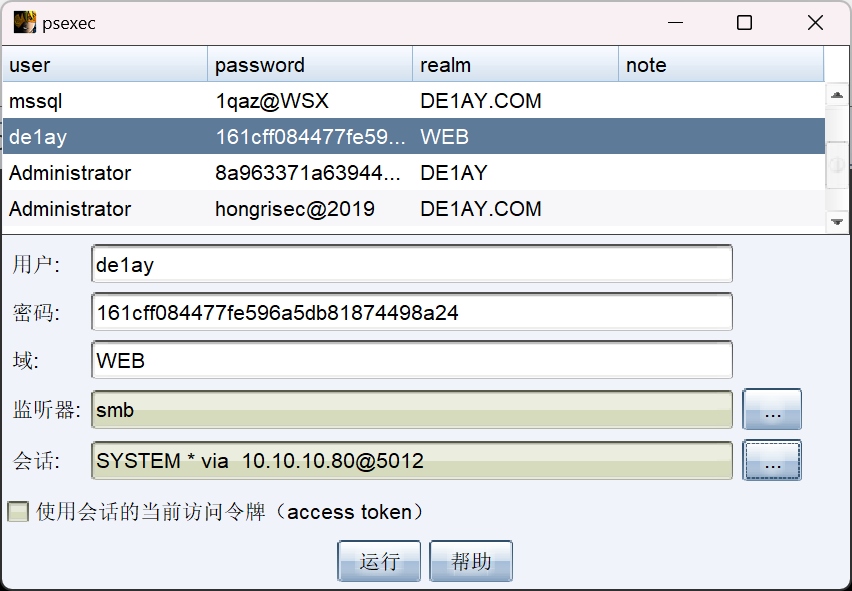 psexec
user password realm note
mssql 1qaz@WSX DE1AY.COM
de1ay 161cff084477fe59... WEB
Administrator 8a963371a63944... DE1AY
Administrator hongrisec@2019 DE1AY.COM
用户: de1ay
密码: 161cff084477fe596a5db81874498a24
域: WEB
监听器: smb ...
会话: SYSTEM * via 10.10.10.80@5012 ...
使用会话的当前访问令牌（access token）
运行 帮助